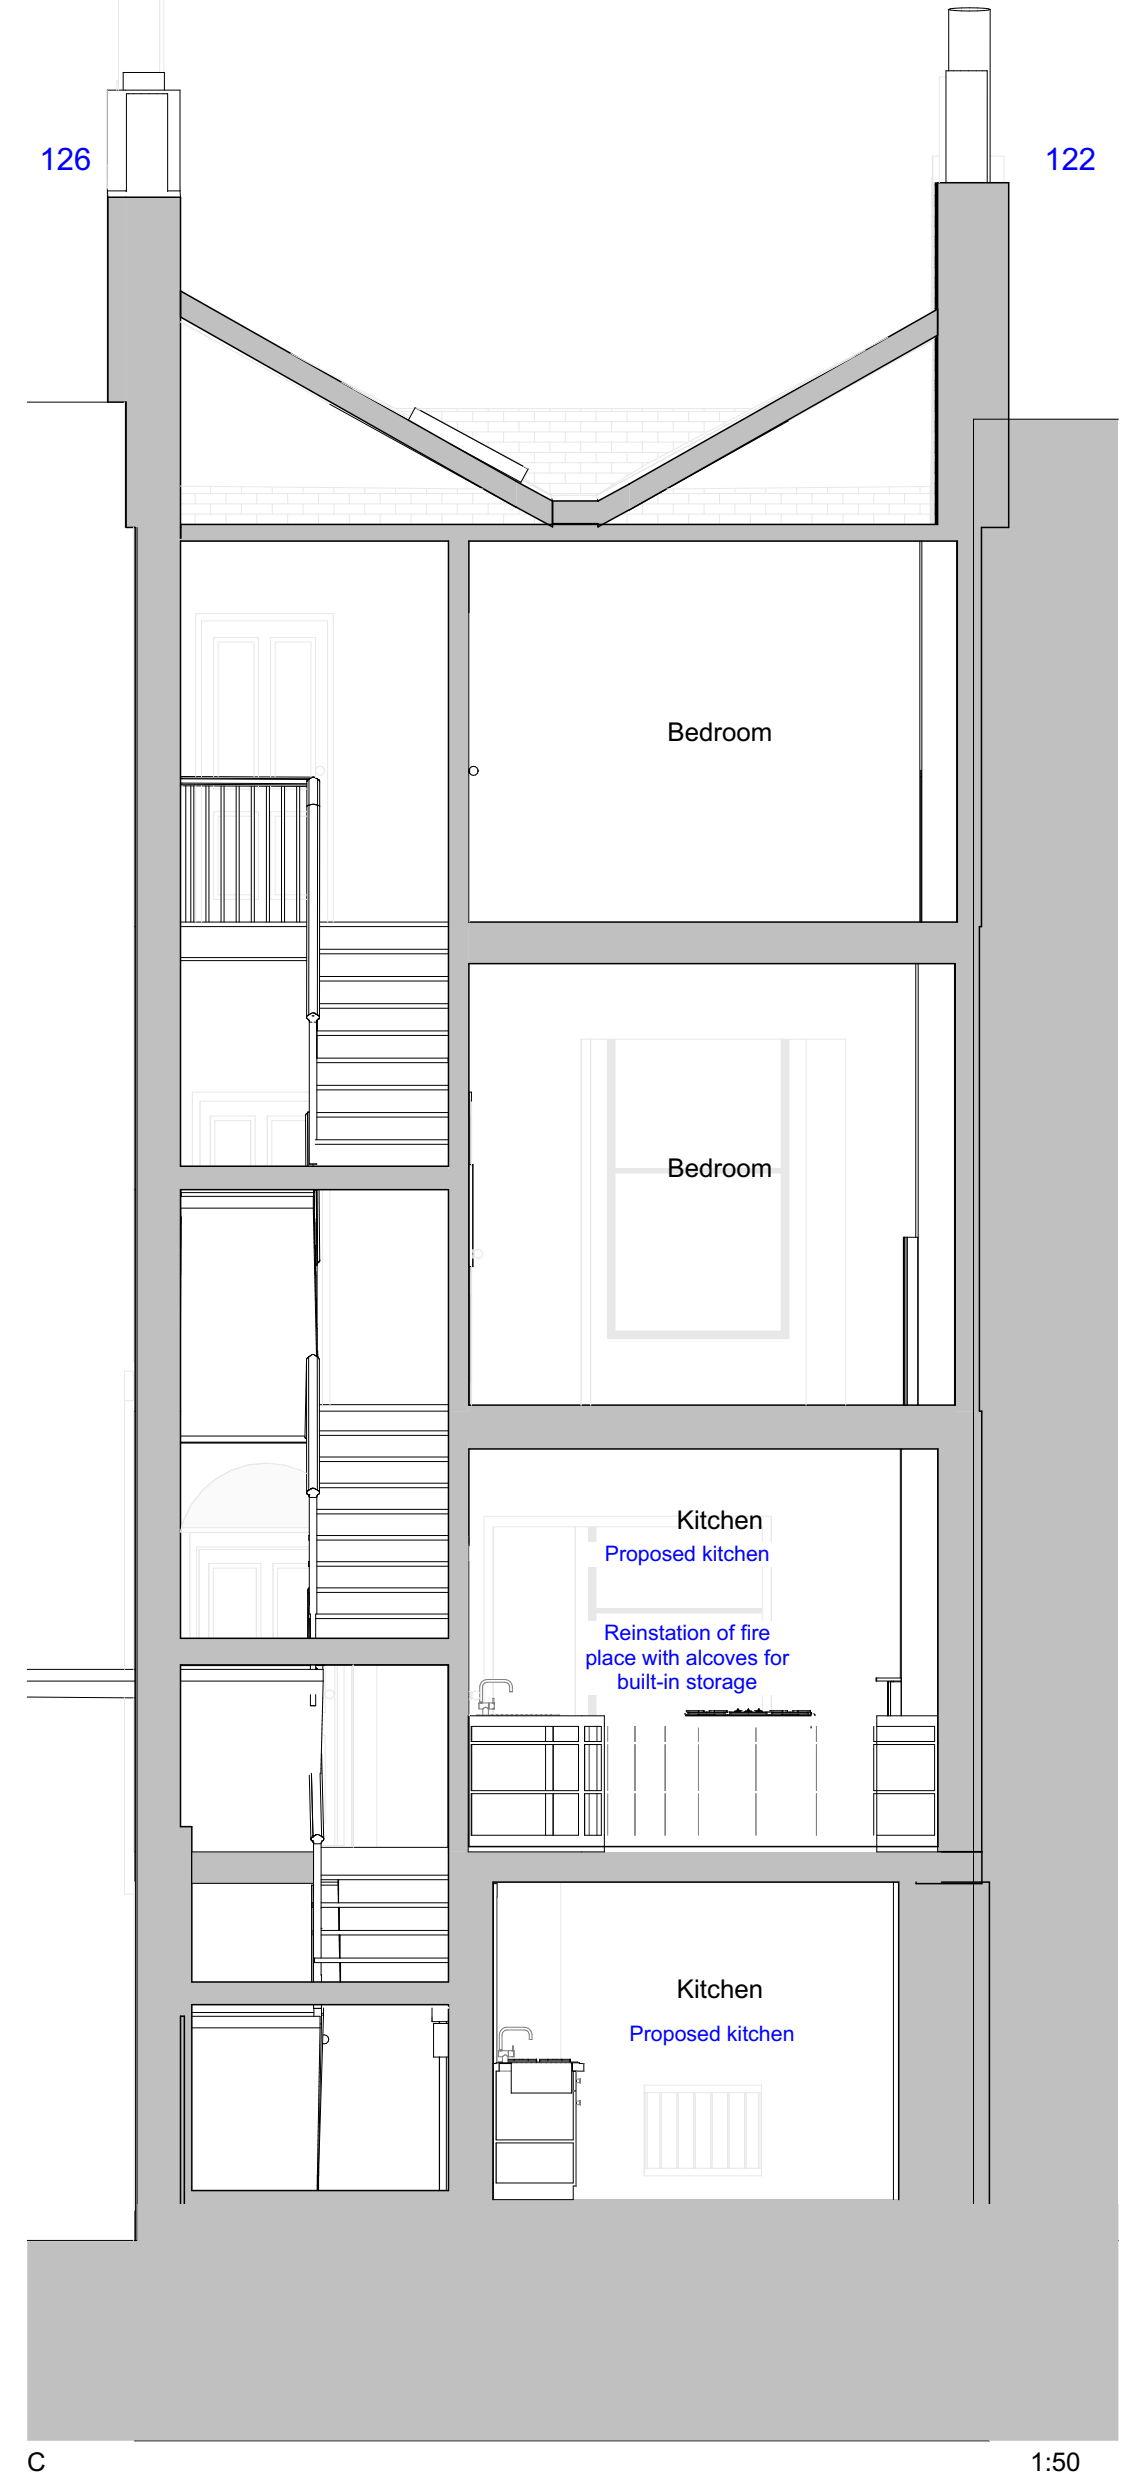 126
122
Bedroom
Bedroom
Kitchen
Proposed kitchen
Reinstation of fire
place with alcoves for
built-in storage
Kitchen
Proposed kitchen
C
1:50